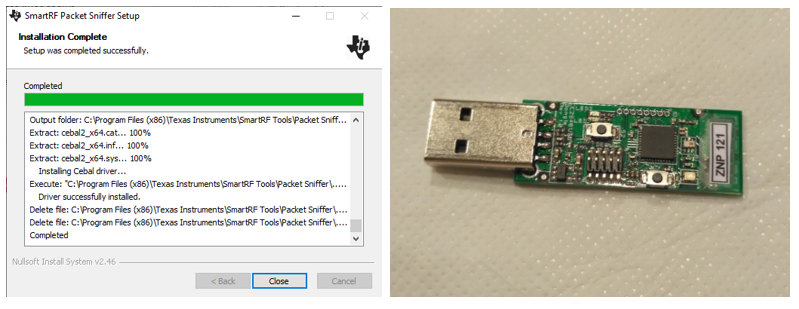 SmartRF Packet Sniffer Setup
Installation Complete
Setup was completed successfully.
Completed
Output folder: C:\Program Files (x86)\Texas Instruments\SmartRF Tools\Packet Sniff...
Extract: cebal2_x64.cat... 100%
Extract: cebal2_x64.inf... 100%
Extract: cebal2_x64.sys... 100%
Installing Cebal driver...
Execute: "C:\Program Files (x86)\Texas Instruments\SmartRF Tools\Packet Sniffer\.....
Driver successfully installed.
Delete file: C:\Program Files (x86)\Texas Instruments\SmartRF Tools\Packet Sniffer\....
Delete file: C:\Program Files (x86)\Texas Instruments\SmartRF Tools\Packet Sniffer\....
Completed
Nullsoft Install System v2.46
< Back
Close
Cancel
ZNP 121